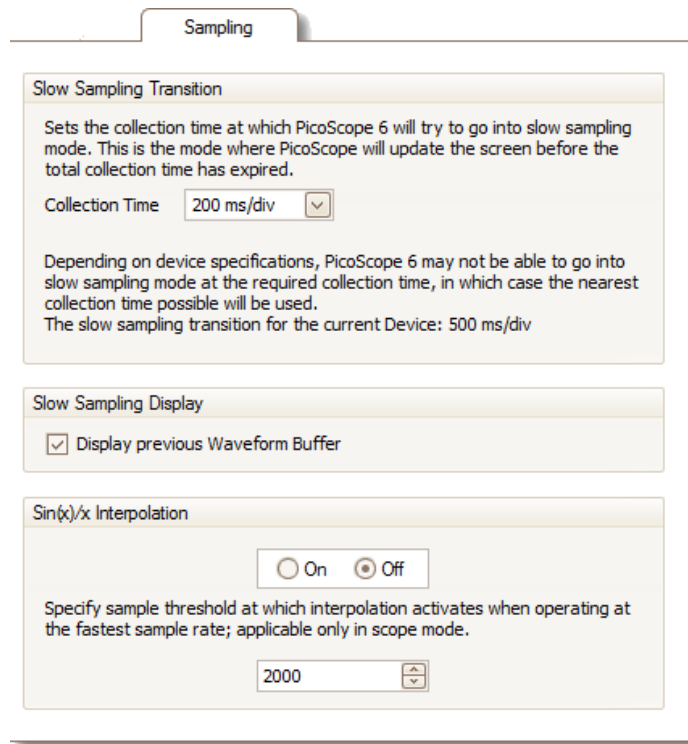 Sampling
Slow Sampling Transition
Sets the collection time at which PicoScope 6 will try to go into slow sampling
mode. This is the mode where PicoScope will update the screen before the
total collection time has expired.
Collection Time 200 ms/div
Depending on device specifications, PicoScope 6 may not be able to go into
slow sampling mode at the required collection time, in which case the nearest
collection time possible will be used.
The slow sampling transition for the current Device: 500 ms/div
Slow Sampling Display
Display previous Waveform Buffer
Sin(x)/x Interpolation
On Off
Specify sample threshold at which interpolation activates when operating at
the fastest sample rate; applicable only in scope mode.
2000